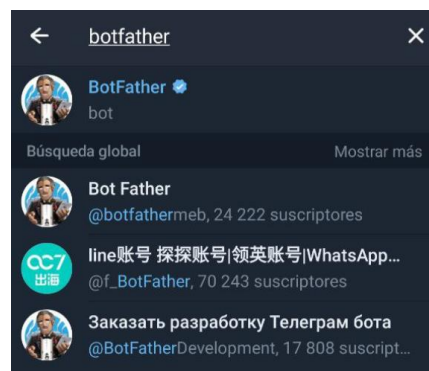 botfather
BotFather
bot
Búsqueda global Mostrar más
Bot Father
@botfathermeb, 24 222 suscriptores
line账号 探探账号|领英账号|WhatsApp...
@f_BotFather, 70 243 suscriptores
OC7
出海
Заказать разработку Телеграм бота
@BotFatherDevelopment, 17 808 suscript...